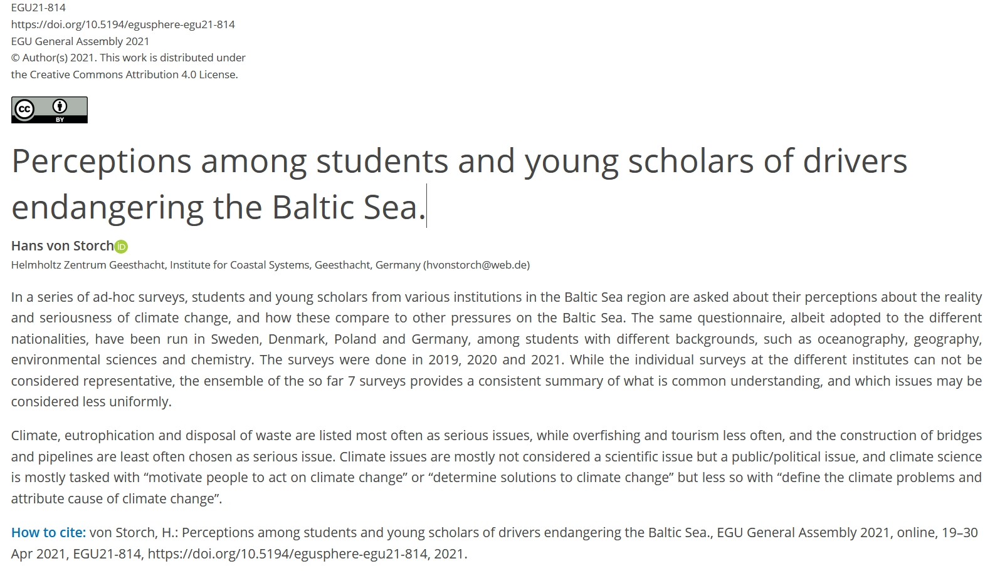 EGU21-814
https://doi.org/10.5194/egusphere-egu21-814
EGU General Assembly 2021
© Author(s) 2021. This work is distributed under
the Creative Commons Attribution 4.0 License.
cc
BY
Perceptions among students and young scholars of drivers
endangering the Baltic Sea.
Hans von Storch iD
Helmholtz Zentrum Geesthacht, Institute for Coastal Systems, Geesthacht, Germany (hvonstorch@web.de)
In a series of ad-hoc surveys, students and young scholars from various institutions in the Baltic Sea region are asked about their perceptions about the reality
and seriousness of climate change, and how these compare to other pressures on the Baltic Sea. The same questionnaire, albeit adopted to the different
nationalities, have been run in Sweden, Denmark, Poland and Germany, among students with different backgrounds, such as oceanography, geography,
environmental sciences and chemistry. The surveys were done in 2019, 2020 and 2021. While the individual surveys at the different institutes can not be
considered representative, the ensemble of the so far 7 surveys provides a consistent summary of what is common understanding, and which issues may be
considered less uniformly.
Climate, eutrophication and disposal of waste are listed most often as serious issues, while overfishing and tourism less often, and the construction of bridges
and pipelines are least often chosen as serious issue. Climate issues are mostly not considered a scientific issue but a public/political issue, and climate science
is mostly tasked with “motivate people to act on climate change” or “determine solutions to climate change” but less so with “define the climate problems and
attribute cause of climate change”.
How to cite: von Storch, H.: Perceptions among students and young scholars of drivers endangering the Baltic Sea., EGU General Assembly 2021, online, 19–30
Apr 2021, EGU21-814, https://doi.org/10.5194/egusphere-egu21-814, 2021.